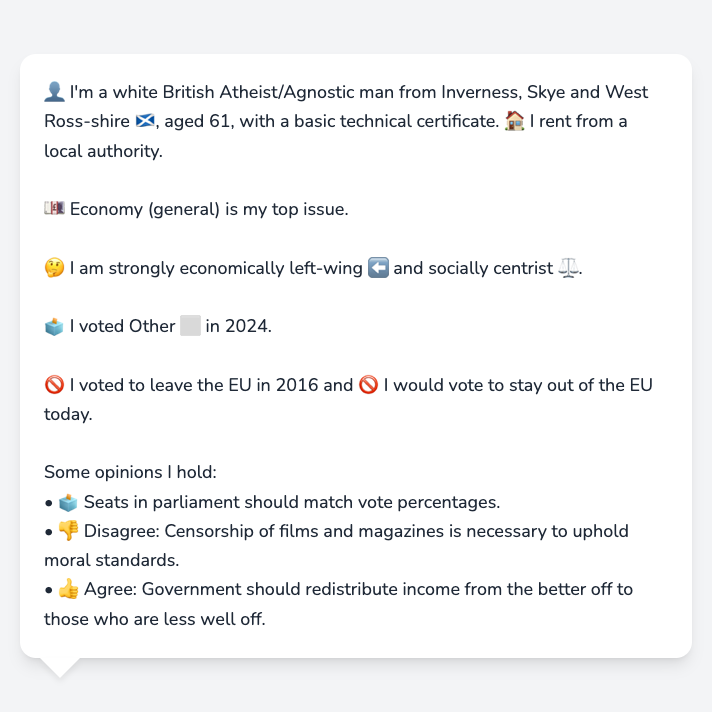 👤 I'm a white British Atheist/Agnostic man from Inverness, Skye and West
Ross-shire 🏴󠁧󠁢󠁳󠁣󠁴󠁿, aged 61, with a basic technical certificate. 🏠 I rent from a
local authority.
💷 Economy (general) is my top issue.
🤔 I am strongly economically left-wing ⬅️ and socially centrist ⚖️.
🗳️ I voted Other ⬜ in 2024.
🚫 I voted to leave the EU in 2016 and 🚫 I would vote to stay out of the EU
today.
Some opinions I hold:
• 🗳️ Seats in parliament should match vote percentages.
• 👎 Disagree: Censorship of films and magazines is necessary to uphold
moral standards.
• 👍 Agree: Government should redistribute income from the better off to
those who are less well off.